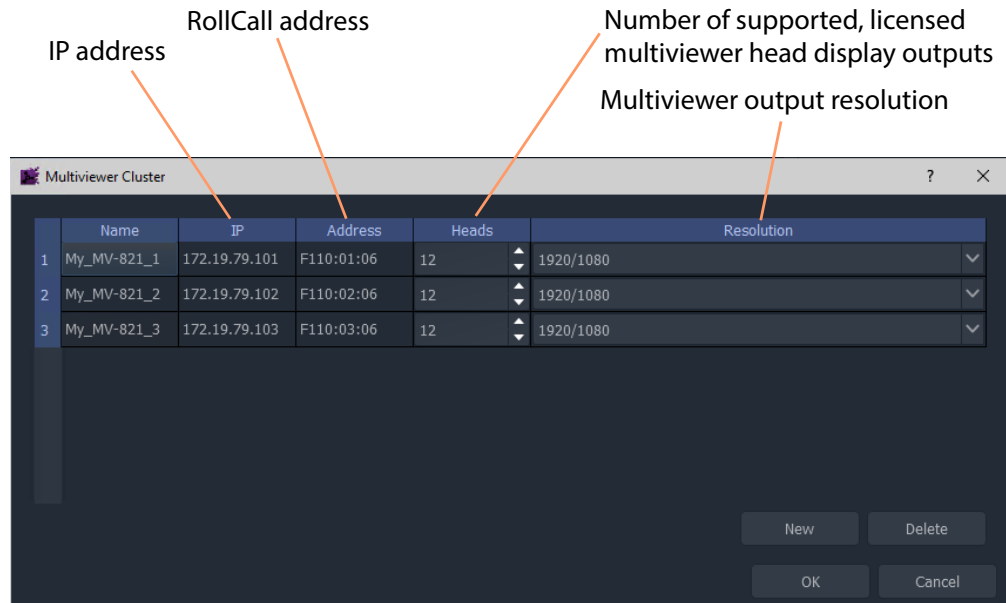 RollCall address
IP address
Number of supported, licensed
multiviewer head display outputs
Multiviewer output resolution
Multiviewer Cluster ? ×
Name IP Address Heads Resolution
1 My_MV-821_1 172.19.79.101 F110:01:06 12 1920/1080
2 My_MV-821_2 172.19.79.102 F110:02:06 12 1920/1080
3 My_MV-821_3 172.19.79.103 F110:03:06 12 1920/1080
New Delete
OK Cancel